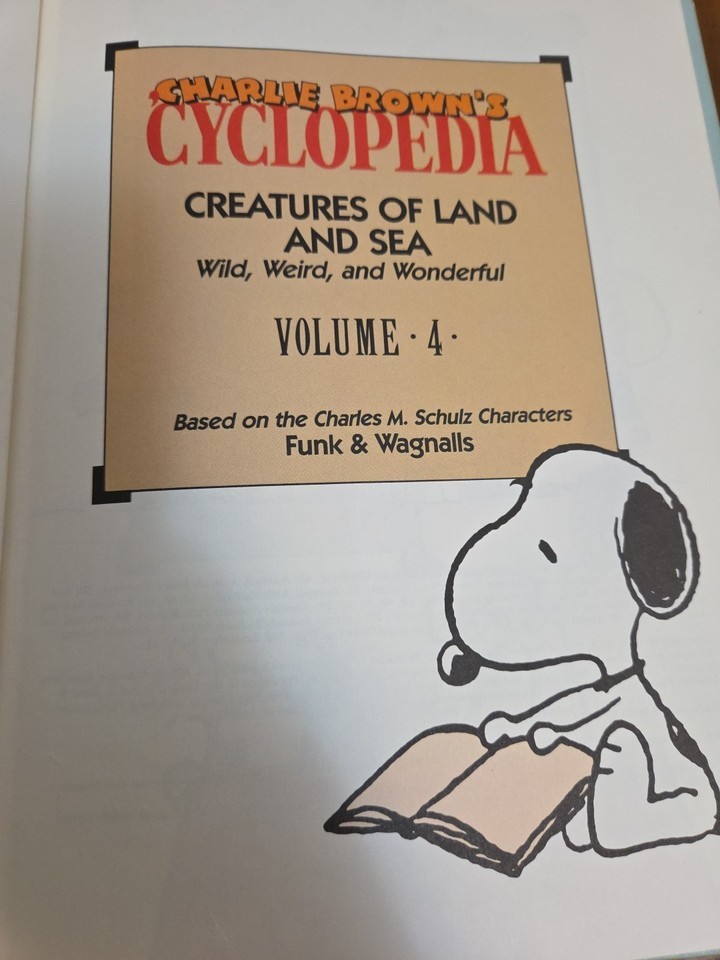 CHARLIE BROWN'S
CYCLOPEDIA
CREATURES OF LAND
AND SEA
Wild, Weird, and Wonderful
VOLUME · 4 ·
Based on the Charles M. Schulz Characters
Funk & Wagnalls